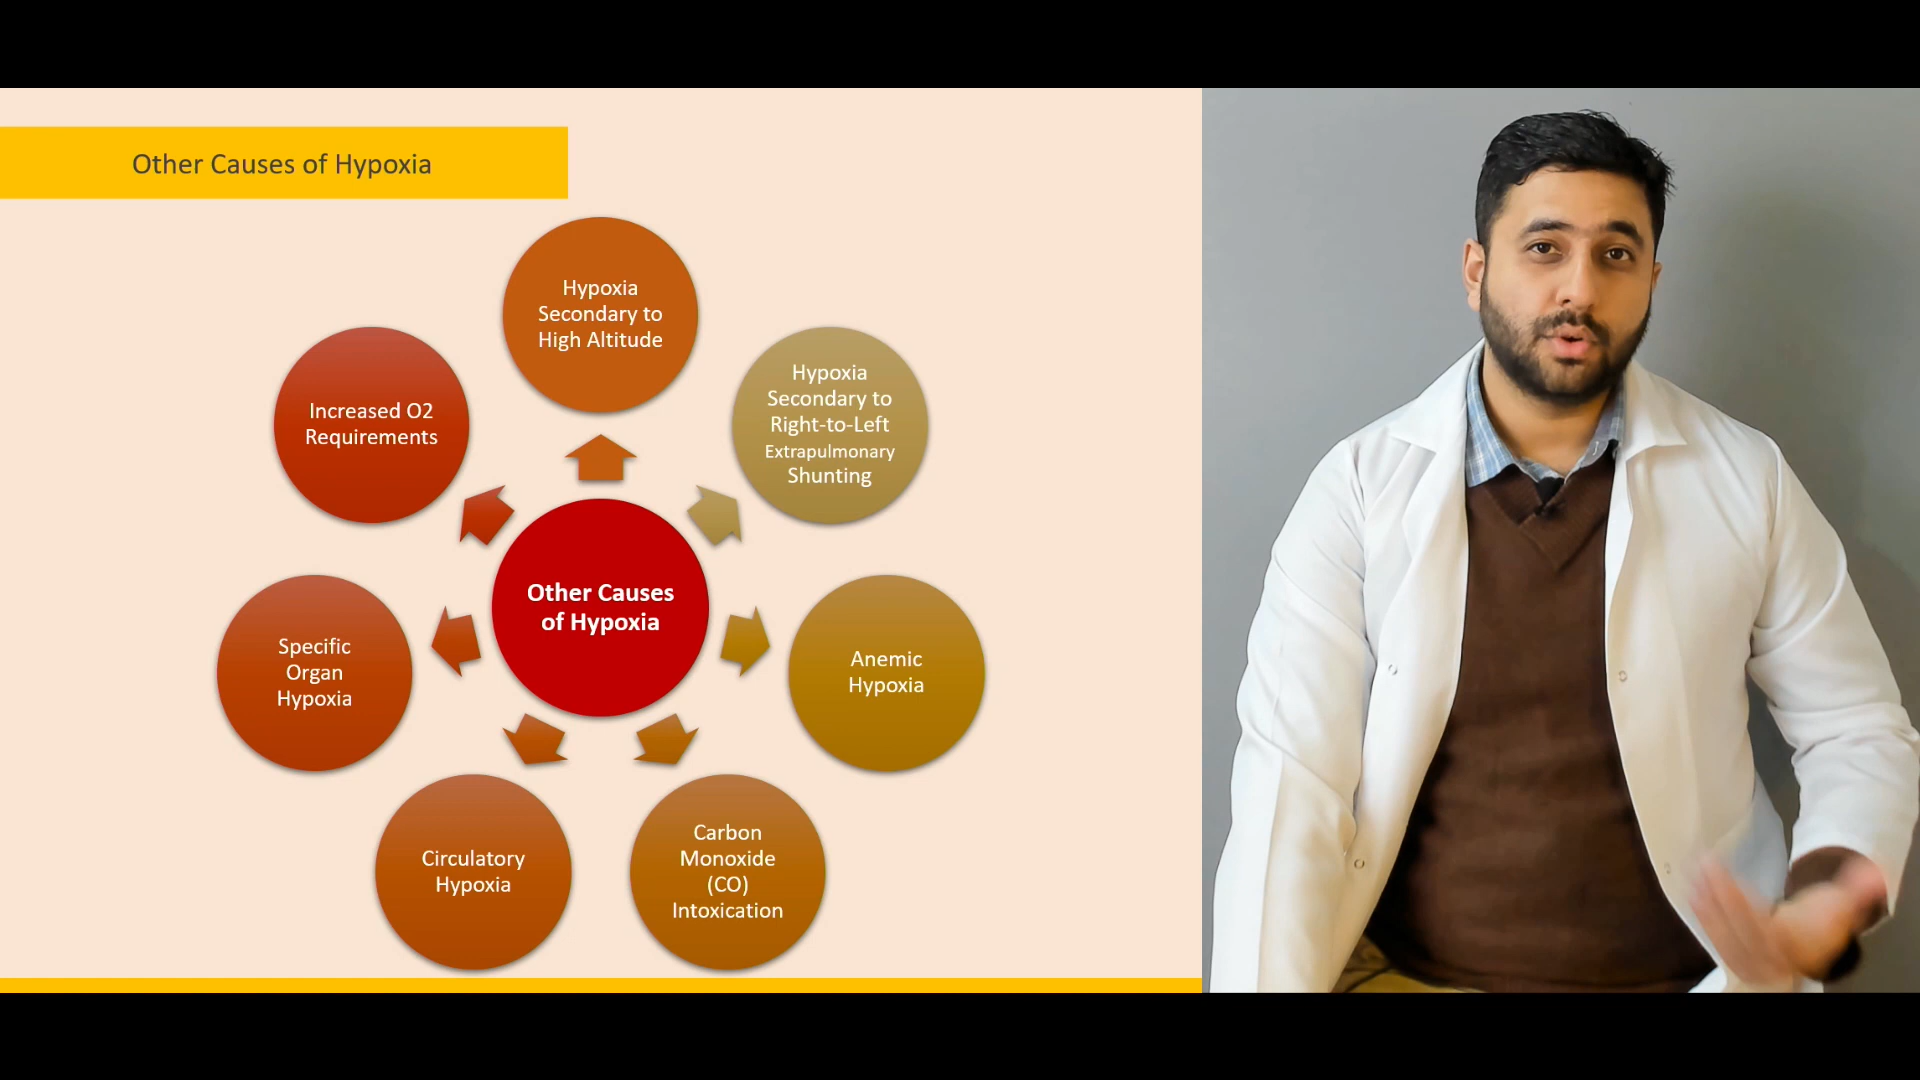 Other Causes of Hypoxia
Hypoxia
Secondary to
High Altitude
Hypoxia
Secondary to
Right-to-Left
Extrapulmonary
Shunting
Anemic
Hypoxia
Carbon
Monoxide
(CO)
Intoxication
Circulatory
Hypoxia
Specific
Organ
Hypoxia
Increased O2
Requirements
Other Causes
of Hypoxia